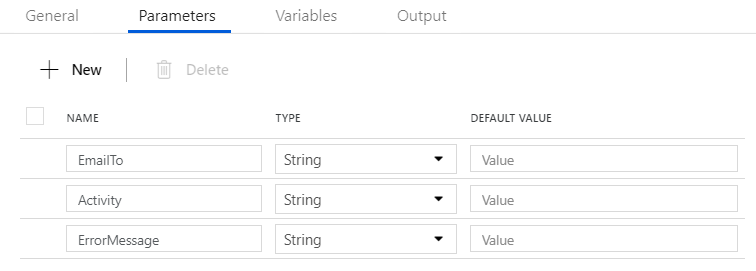 General Parameters Variables Output
New Delete
NAME TYPE DEFAULT VALUE
EmailTo String Value
Activity String Value
ErrorMessage String Value